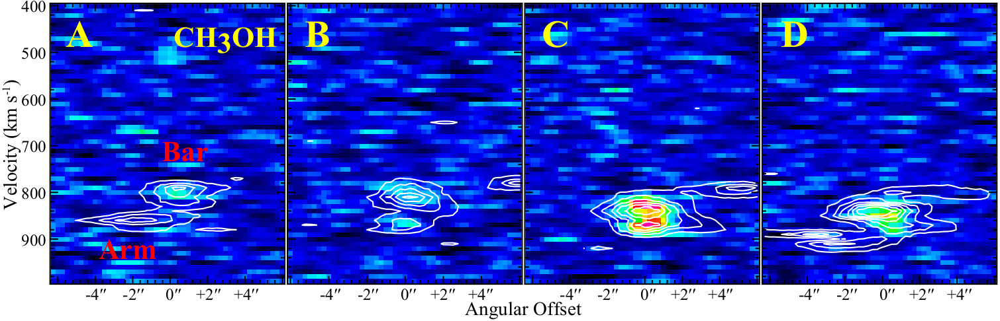 A CH3OH B C D
400
500
600
700
800
900
Velocity (km s-1)
Bar
Arm
-4″ -2″ 0″ +2″ +4″ -4″ -2″ 0″ +2″ +4″ -4″ -2″ 0″ +2″ +4″ -4″ -2″ 0″ +2″ +4″
Angular Offset